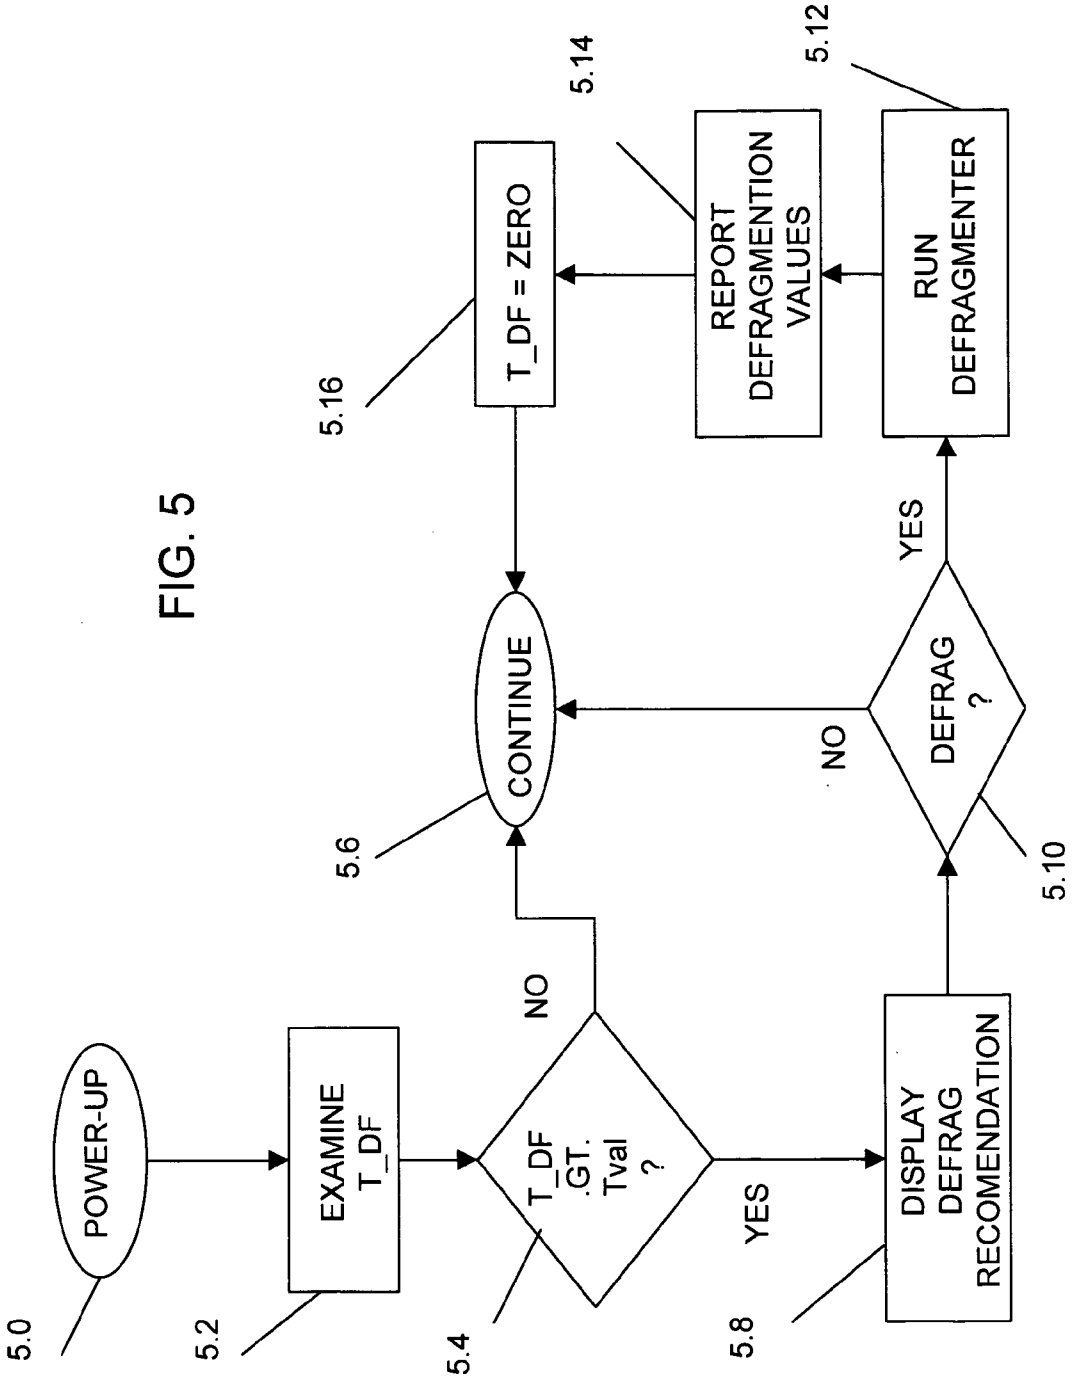 FIG. 5
5.0
POWER-UP
5.2
EXAMINE
T_DF
5.4
T_DF
.GT.
Tval
?
NO
YES
5.6
CONTINUE
5.8
DISPLAY
DEFRAG
RECOMENDATION
5.10
DEFRAG
?
NO
YES
5.12
RUN
DEFRAGMENTER
5.14
REPORT
DEFRAGMENTION
VALUES
5.16
T_DF = ZERO